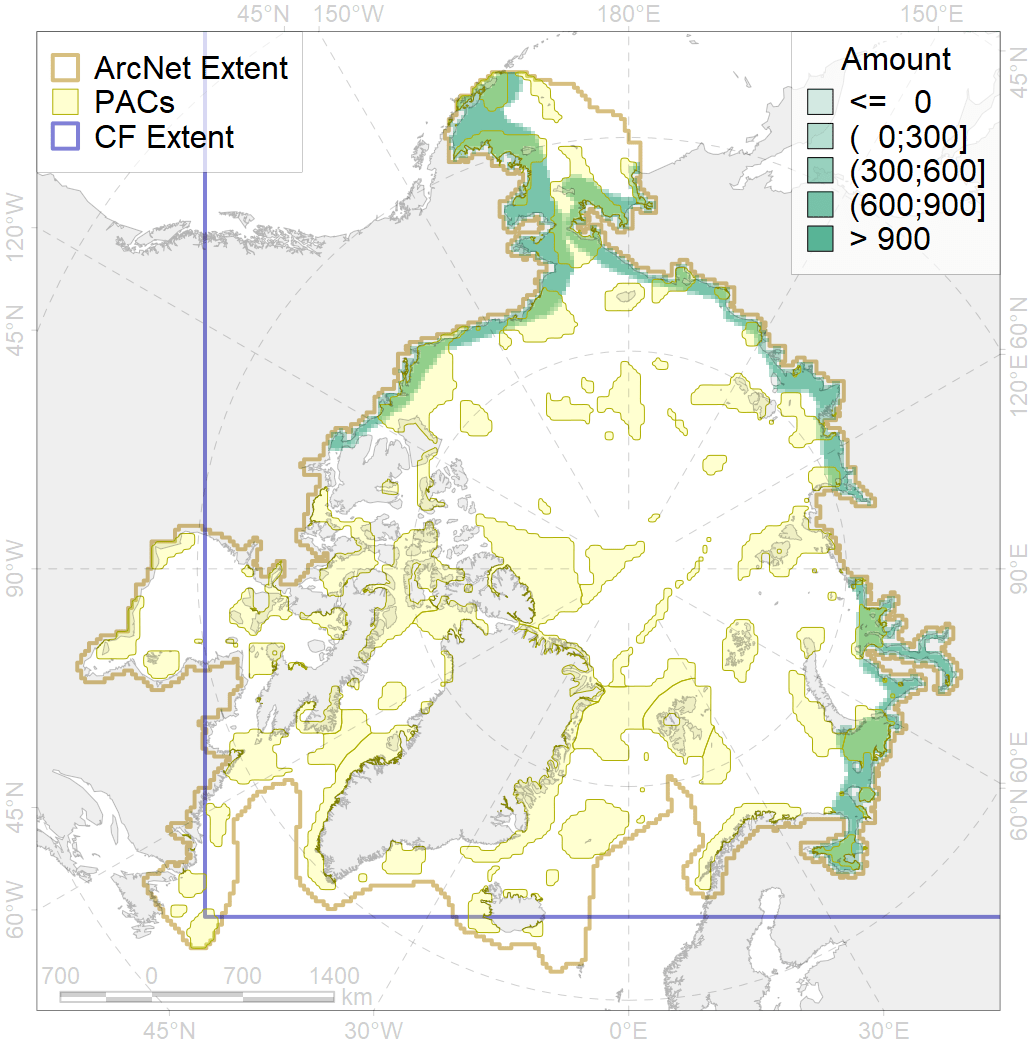 45°N 150°W 180°E 150°E
ArcNet Extent
PACs
CF Extent
Amount
<= 0
( 0;300]
(300;600]
(600;900]
> 900
45°N
120°W
45°N
60°N
120°E
90°W
90°E
60°E
45°N
60°N
60°W
700 0 700 1400
km
45°N 30°W 0°E 30°E